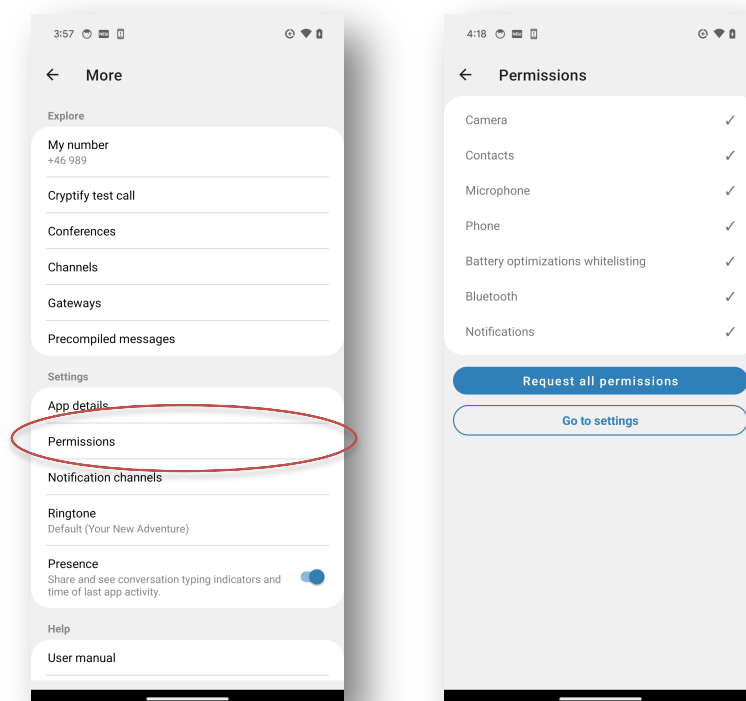 3:57
More
Explore
My number
+46 989
Cryptify test call
Conferences
Channels
Gateways
Precompiled messages
Settings
App details
Permissions
Notification channels
Ringtone
Default (Your New Adventure)
Presence
Share and see conversation typing indicators and
time of last app activity.
Help
User manual
4:18
Permissions
Camera
Contacts
Microphone
Phone
Battery optimizations whitelisting
Bluetooth
Notifications
Request all permissions
Go to settings